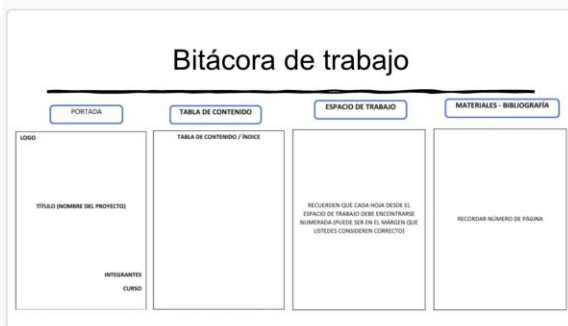 Bitácora de trabajo
PORTADA
TABLA DE CONTENIDO
ESPACIO DE TRABAJO
MATERIALES - BIBLIOGRAFÍA
LOGO
TÍTULO (NOMBRE DEL PROYECTO)
INTEGRANTES
CURSO
TABLA DE CONTENIDO / ÍNDICE
RECUERDEN QUE CADA HOJA DESDE EL
ESPACIO DE TRABAJO DEBE ENCONTRARSE
NUMERADA (PUEDE SER EN EL MÁRGEN QUE
USTEDES CONSIDEREN CORRECTO)
RECORDAR NÚMERO DE PÁGINA